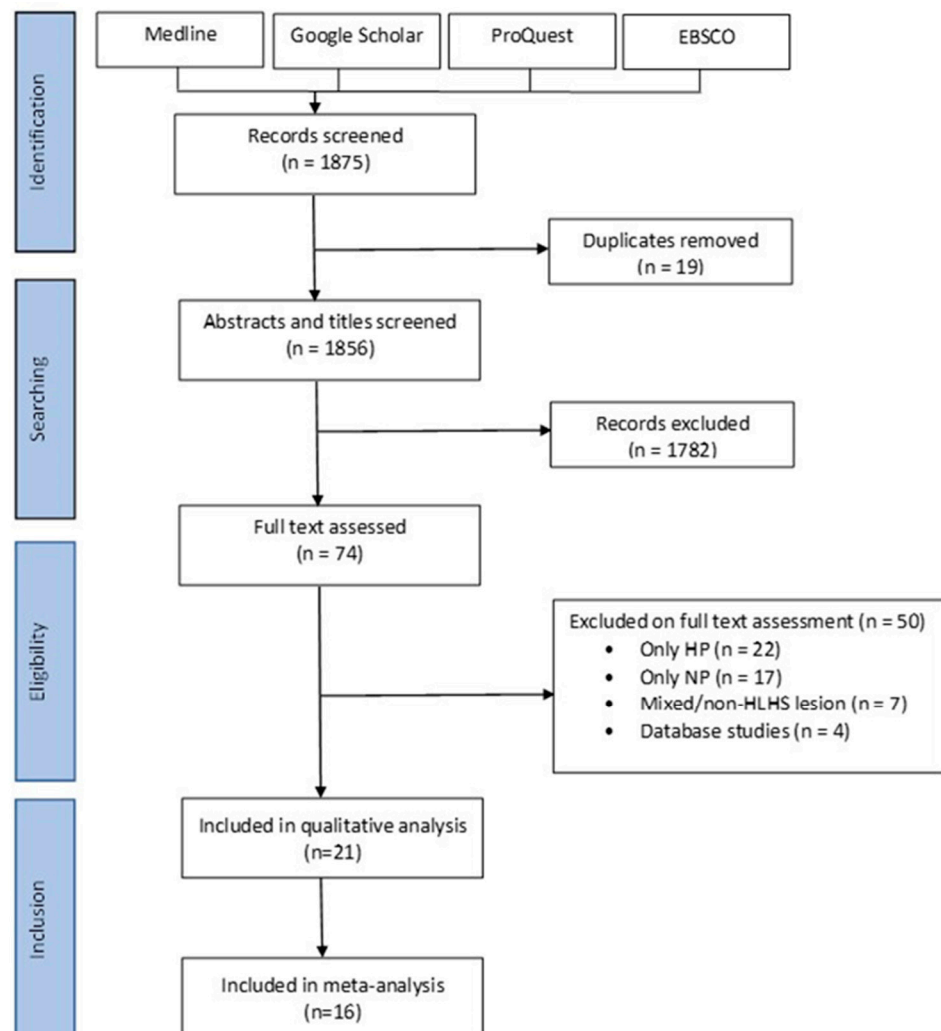 Identification
Medline
Google Scholar
ProQuest
EBSCO
Records screened
(n = 1875)
Duplicates removed
(n = 19)
Searching
Abstracts and titles screened
(n = 1856)
Records excluded
(n = 1782)
Full text assessed
(n = 74)
Eligibility
Excluded on full text assessment (n = 50)
• Only HP (n = 22)
• Only NP (n = 17)
• Mixed/non-HLHS lesion (n = 7)
• Database studies (n = 4)
Inclusion
Included in qualitative analysis
(n=21)
Included in meta-analysis
(n=16)